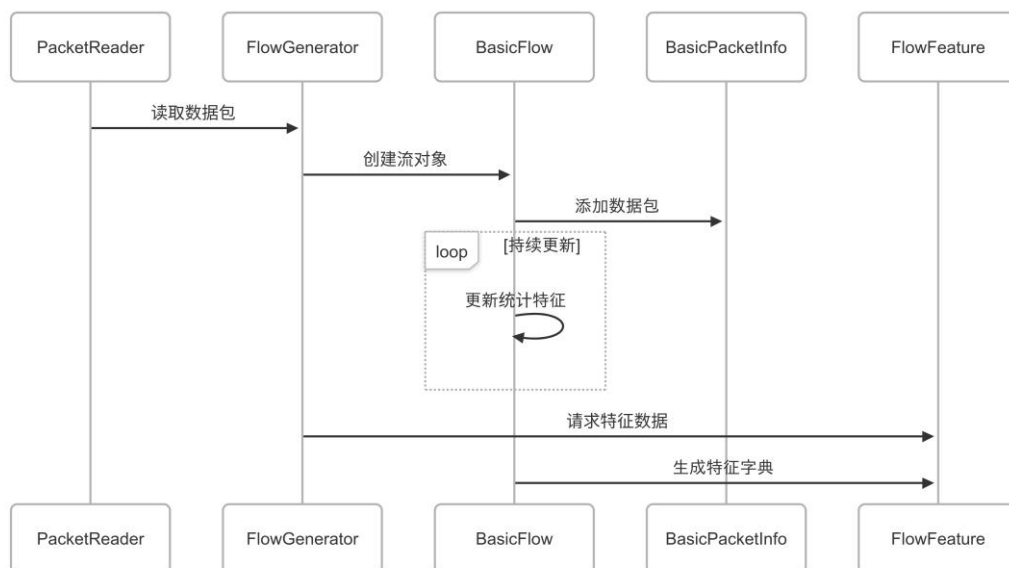 PacketReader
FlowGenerator
BasicFlow
BasicPacketInfo
FlowFeature
读取数据包
创建流对象
添加数据包
loop
[持续更新]
更新统计特征
请求特征数据
生成特征字典
PacketReader
FlowGenerator
BasicFlow
BasicPacketInfo
FlowFeature